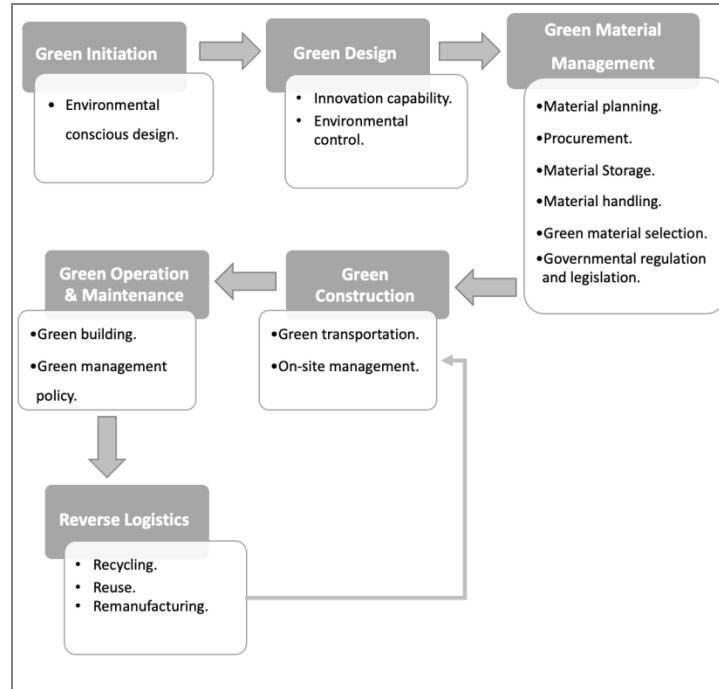 Green Initiation
• Environmental
conscious design.
Green Design
• Innovation capability.
• Environmental
control.
Green Material
Management
•Material planning.
•Procurement.
•Material Storage.
•Material handling.
•Green material selection.
•Governmental regulation
and legislation.
Green Construction
•Green transportation.
•On-site management.
Green Operation
& Maintenance
•Green building.
•Green management
policy.
Reverse Logistics
• Recycling.
• Reuse.
• Remanufacturing.